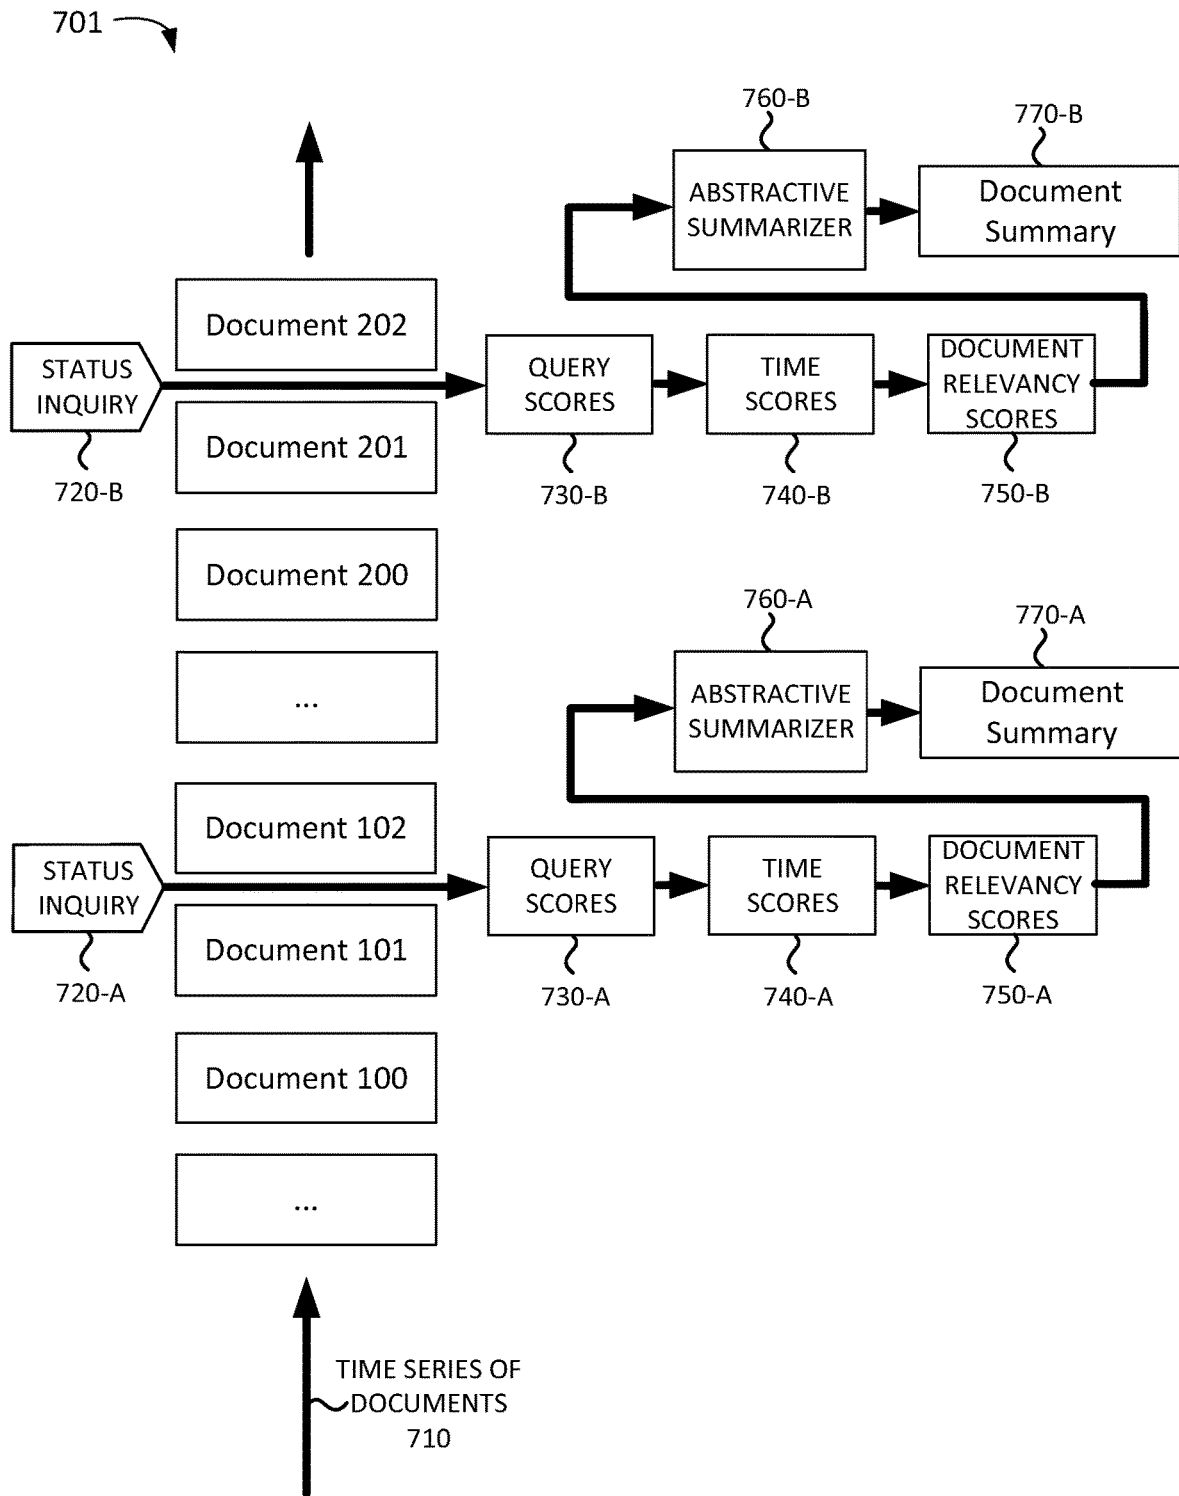 701
760-B
770-B
ABSTRACTIVE
SUMMARIZER
Document
Summary
Document 202
STATUS
INQUIRY
720-B
QUERY
SCORES
730-B
TIME
SCORES
740-B
DOCUMENT
RELEVANCY
SCORES
750-B
Document 201
Document 200
...
760-A
770-A
ABSTRACTIVE
SUMMARIZER
Document
Summary
Document 102
STATUS
INQUIRY
720-A
QUERY
SCORES
730-A
TIME
SCORES
740-A
DOCUMENT
RELEVANCY
SCORES
750-A
Document 101
Document 100
...
TIME SERIES OF
DOCUMENTS
710